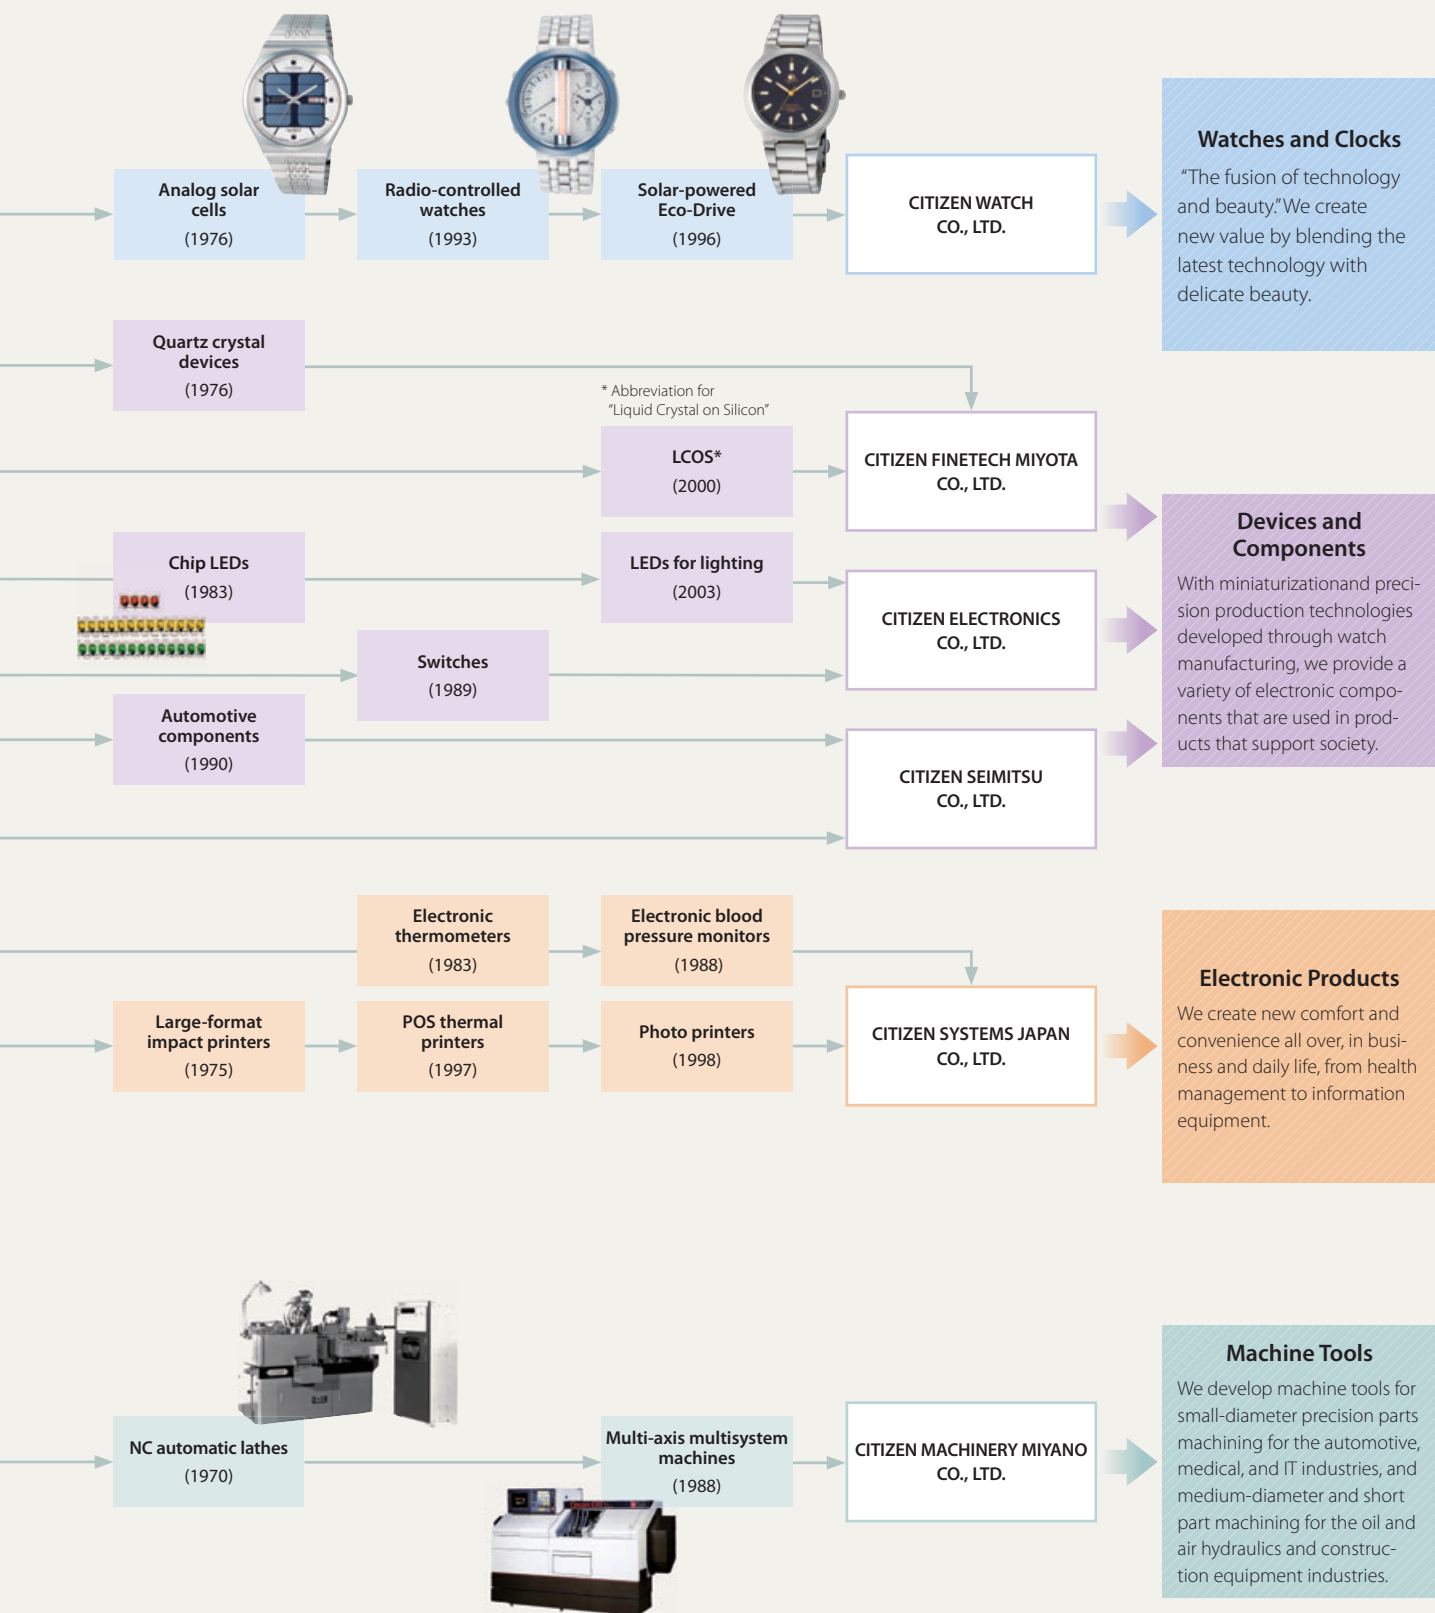 Analog solar
cells
(1976)
Radio-controlled
watches
(1993)
Solar-powered
Eco-Drive
(1996)
CITIZEN WATCH
CO., LTD.
Watches and Clocks
“The fusion of technology
and beauty.” We create
new value by blending the
latest technology with
delicate beauty.
Quartz crystal
devices
(1976)
* Abbreviation for
“Liquid Crystal on Silicon”
LCOS*
(2000)
CITIZEN FINETECH MIYOTA
CO., LTD.
Chip LEDs
(1983)
LEDs for lighting
(2003)
CITIZEN ELECTRONICS
CO., LTD.
Switches
(1989)
Automotive
components
(1990)
CITIZEN SEIMITSU
CO., LTD.
Devices and
Components
With miniaturizationand preci-
sion production technologies
developed through watch
manufacturing, we provide a
variety of electronic compo-
nents that are used in prod-
ucts that support society.
Electronic
thermometers
(1983)
Electronic blood
pressure monitors
(1988)
Large-format
impact printers
(1975)
POS thermal
printers
(1997)
Photo printers
(1998)
CITIZEN SYSTEMS JAPAN
CO., LTD.
Electronic Products
We create new comfort and
convenience all over, in busi-
ness and daily life, from health
management to information
equipment.
NC automatic lathes
(1970)
Multi-axis multisystem
machines
(1988)
CITIZEN MACHINERY MIYANO
CO., LTD.
Machine Tools
We develop machine tools for
small-diameter precision parts
machining for the automotive,
medical, and IT industries, and
medium-diameter and short
part machining for the oil and
air hydraulics and construc-
tion equipment industries.